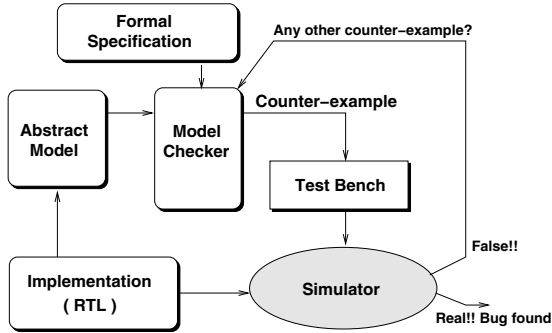 Formal
Specification
Any other counter-example?
Counter-example
Abstract
Model
Model
Checker
Test Bench
False!!
Implementation
( RTL )
Simulator
Real!! Bug found